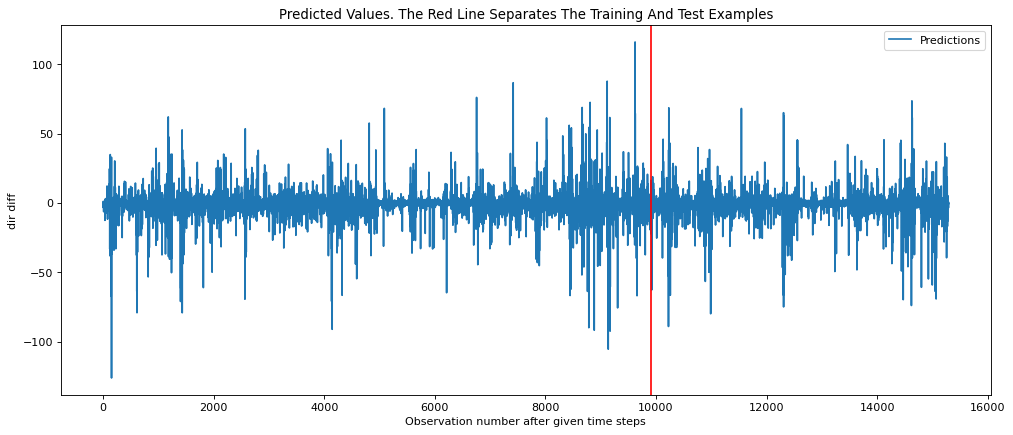 Predicted Values. The Red Line Separates The Training And Test Examples
Predictions
dir diff
100
50
0
−50
−100
0 2000 4000 6000 8000 10000 12000 14000 16000
Observation number after given time steps